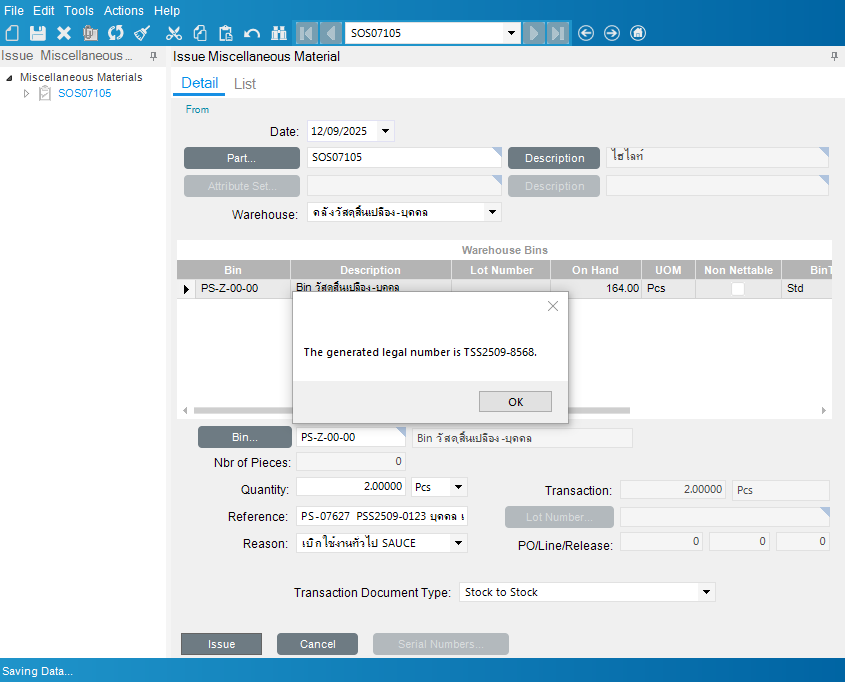 File Edit Tools Actions Help
SOS07105
Issue Miscellaneous...
Issue Miscellaneous Material
Miscellaneous Materials
SOS07105
Detail List
From
Date: 12/09/2025
Part... SOS07105 Description ไฮไลท์
Attribute Set... Description
Warehouse: คลังวัสดุสิ้นเปลือง-บุคคล
Warehouse Bins
Bin Description Lot Number On Hand UOM Non Nettable BinT
PS-Z-00-00 Bin วัสดุสิ้นเปลือง-บุคคล 164.00 Pcs Std
The generated legal number is TSS2509-8568.
OK
Bin... PS-Z-00-00 Bin วัสดุสิ้นเปลือง-บุคคล
Nbr of Pieces: 0
Quantity: 2.00000 Pcs Transaction: 2.00000 Pcs
Reference: PS-07627 PSS2509-0123 บุคคล เ Lot Number...
Reason: เบิกใช้งานทั่วไป SAUCE PO/Line/Release: 0 0 0
Transaction Document Type: Stock to Stock
Issue Cancel Serial Numbers...
Saving Data...